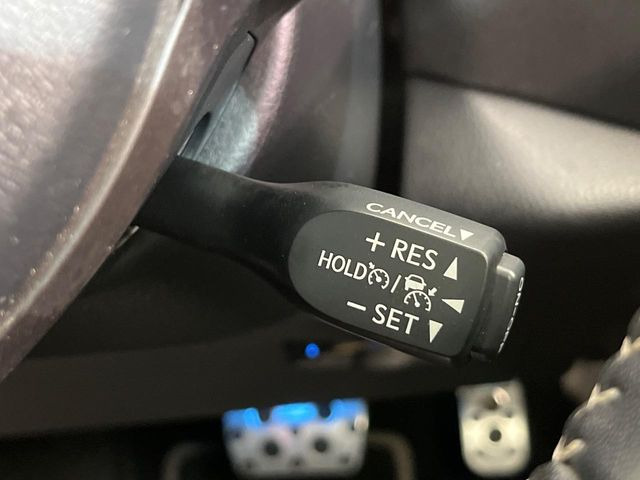 CANCEL▼
+ RES ▲
HOLD / ◀
− SET ▼